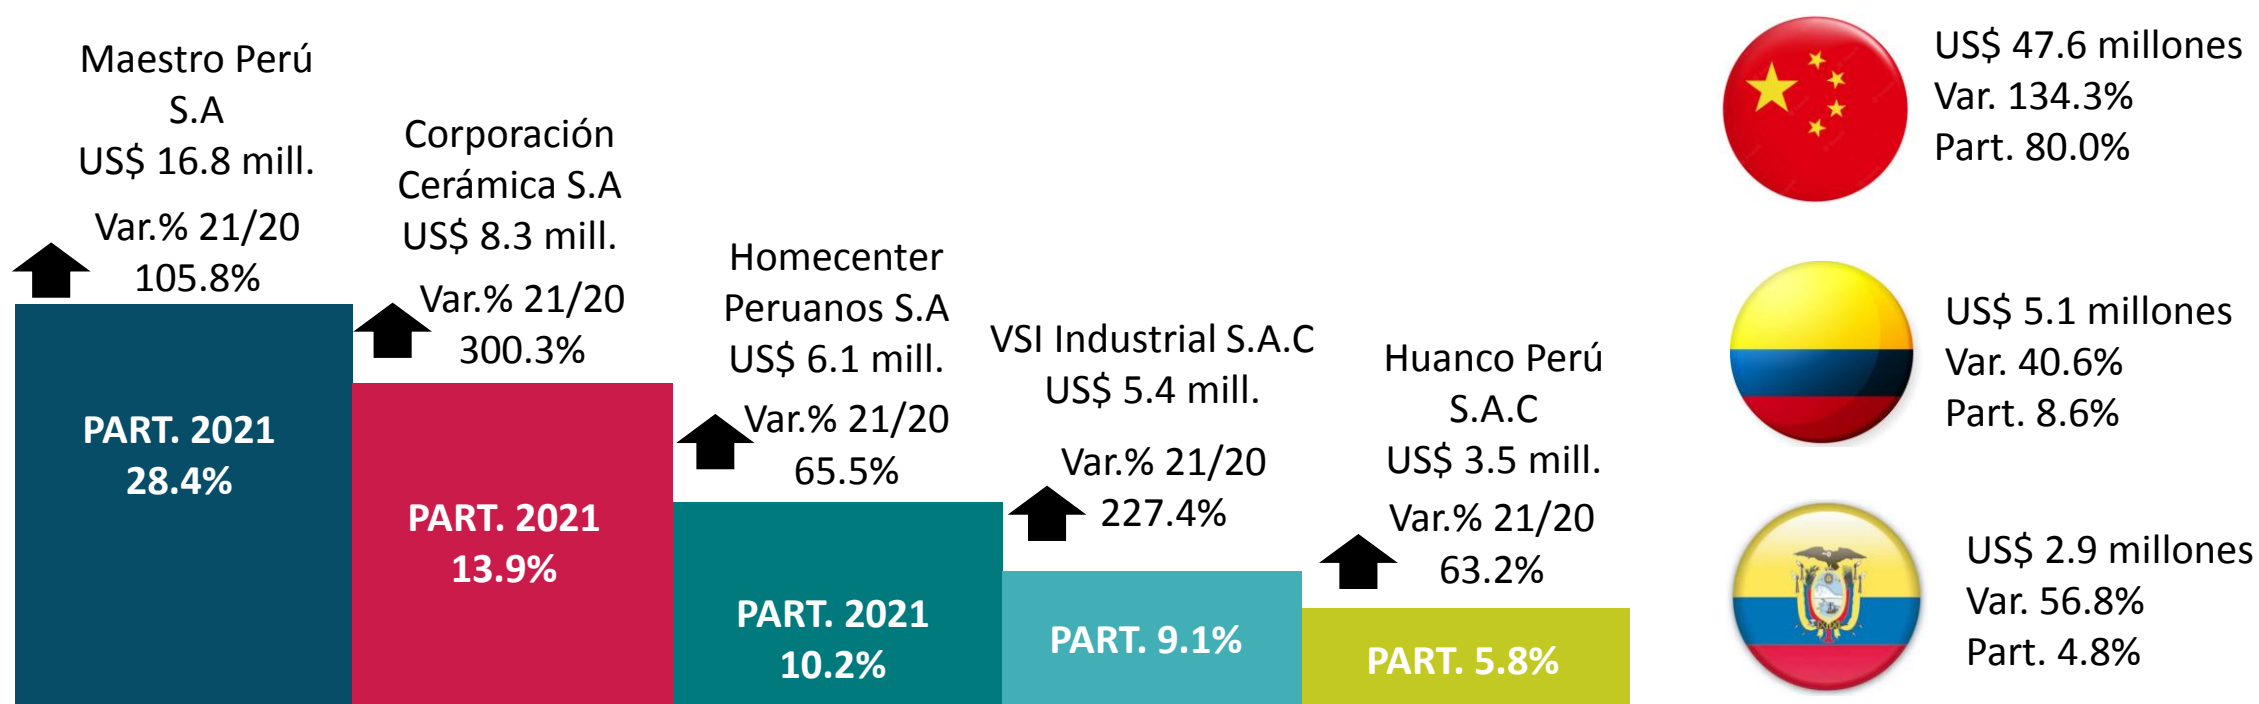 Maestro Perú
S.A
US$ 16.8 mill.
Var.% 21/20
105.8%
PART. 2021
28.4%
Corporación
Cerámica S.A
US$ 8.3 mill.
Var.% 21/20
300.3%
PART. 2021
13.9%
Homecenter
Peruanos S.A
US$ 6.1 mill.
Var.% 21/20
65.5%
PART. 2021
10.2%
VSI Industrial S.A.C
US$ 5.4 mill.
Var.% 21/20
227.4%
PART. 9.1%
Huanco Perú
S.A.C
US$ 3.5 mill.
Var.% 21/20
63.2%
PART. 5.8%
US$ 47.6 millones
Var. 134.3%
Part. 80.0%
US$ 5.1 millones
Var. 40.6%
Part. 8.6%
US$ 2.9 millones
Var. 56.8%
Part. 4.8%